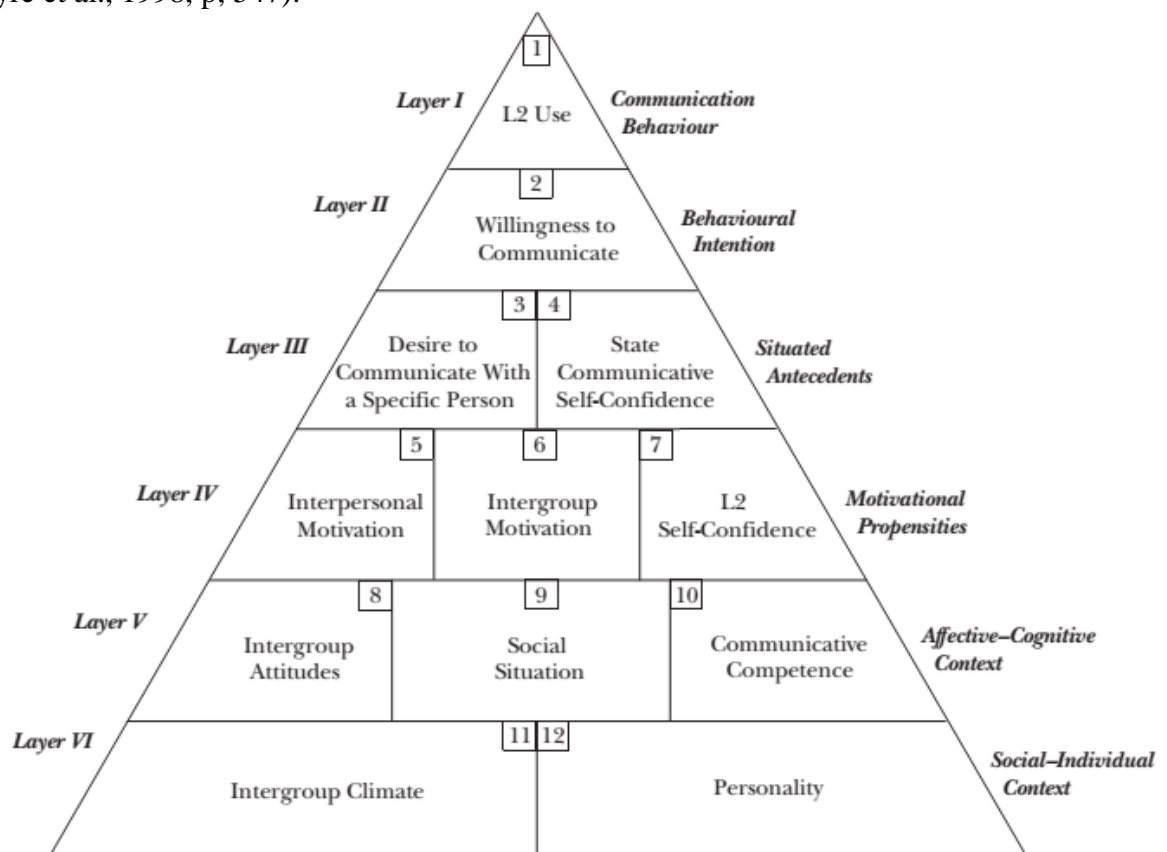 yre et al., 1998, p, 547).
1
Layer I
Communication
Behaviour
L2 Use
2
Layer II
Behavioural
Intention
Willingness to
Communicate
3 4
Layer III
Situated
Antecedents
Desire to
Communicate With
a Specific Person
State
Communicative
Self-Confidence
5 6 7
Layer IV
Motivational
Propensities
Interpersonal
Motivation
Intergroup
Motivation
L2
Self-Confidence
8 9 10
Layer V
Affective–Cognitive
Context
Intergroup
Attitudes
Social
Situation
Communicative
Competence
11 12
Layer VI
Social–Individual
Context
Intergroup Climate
Personality